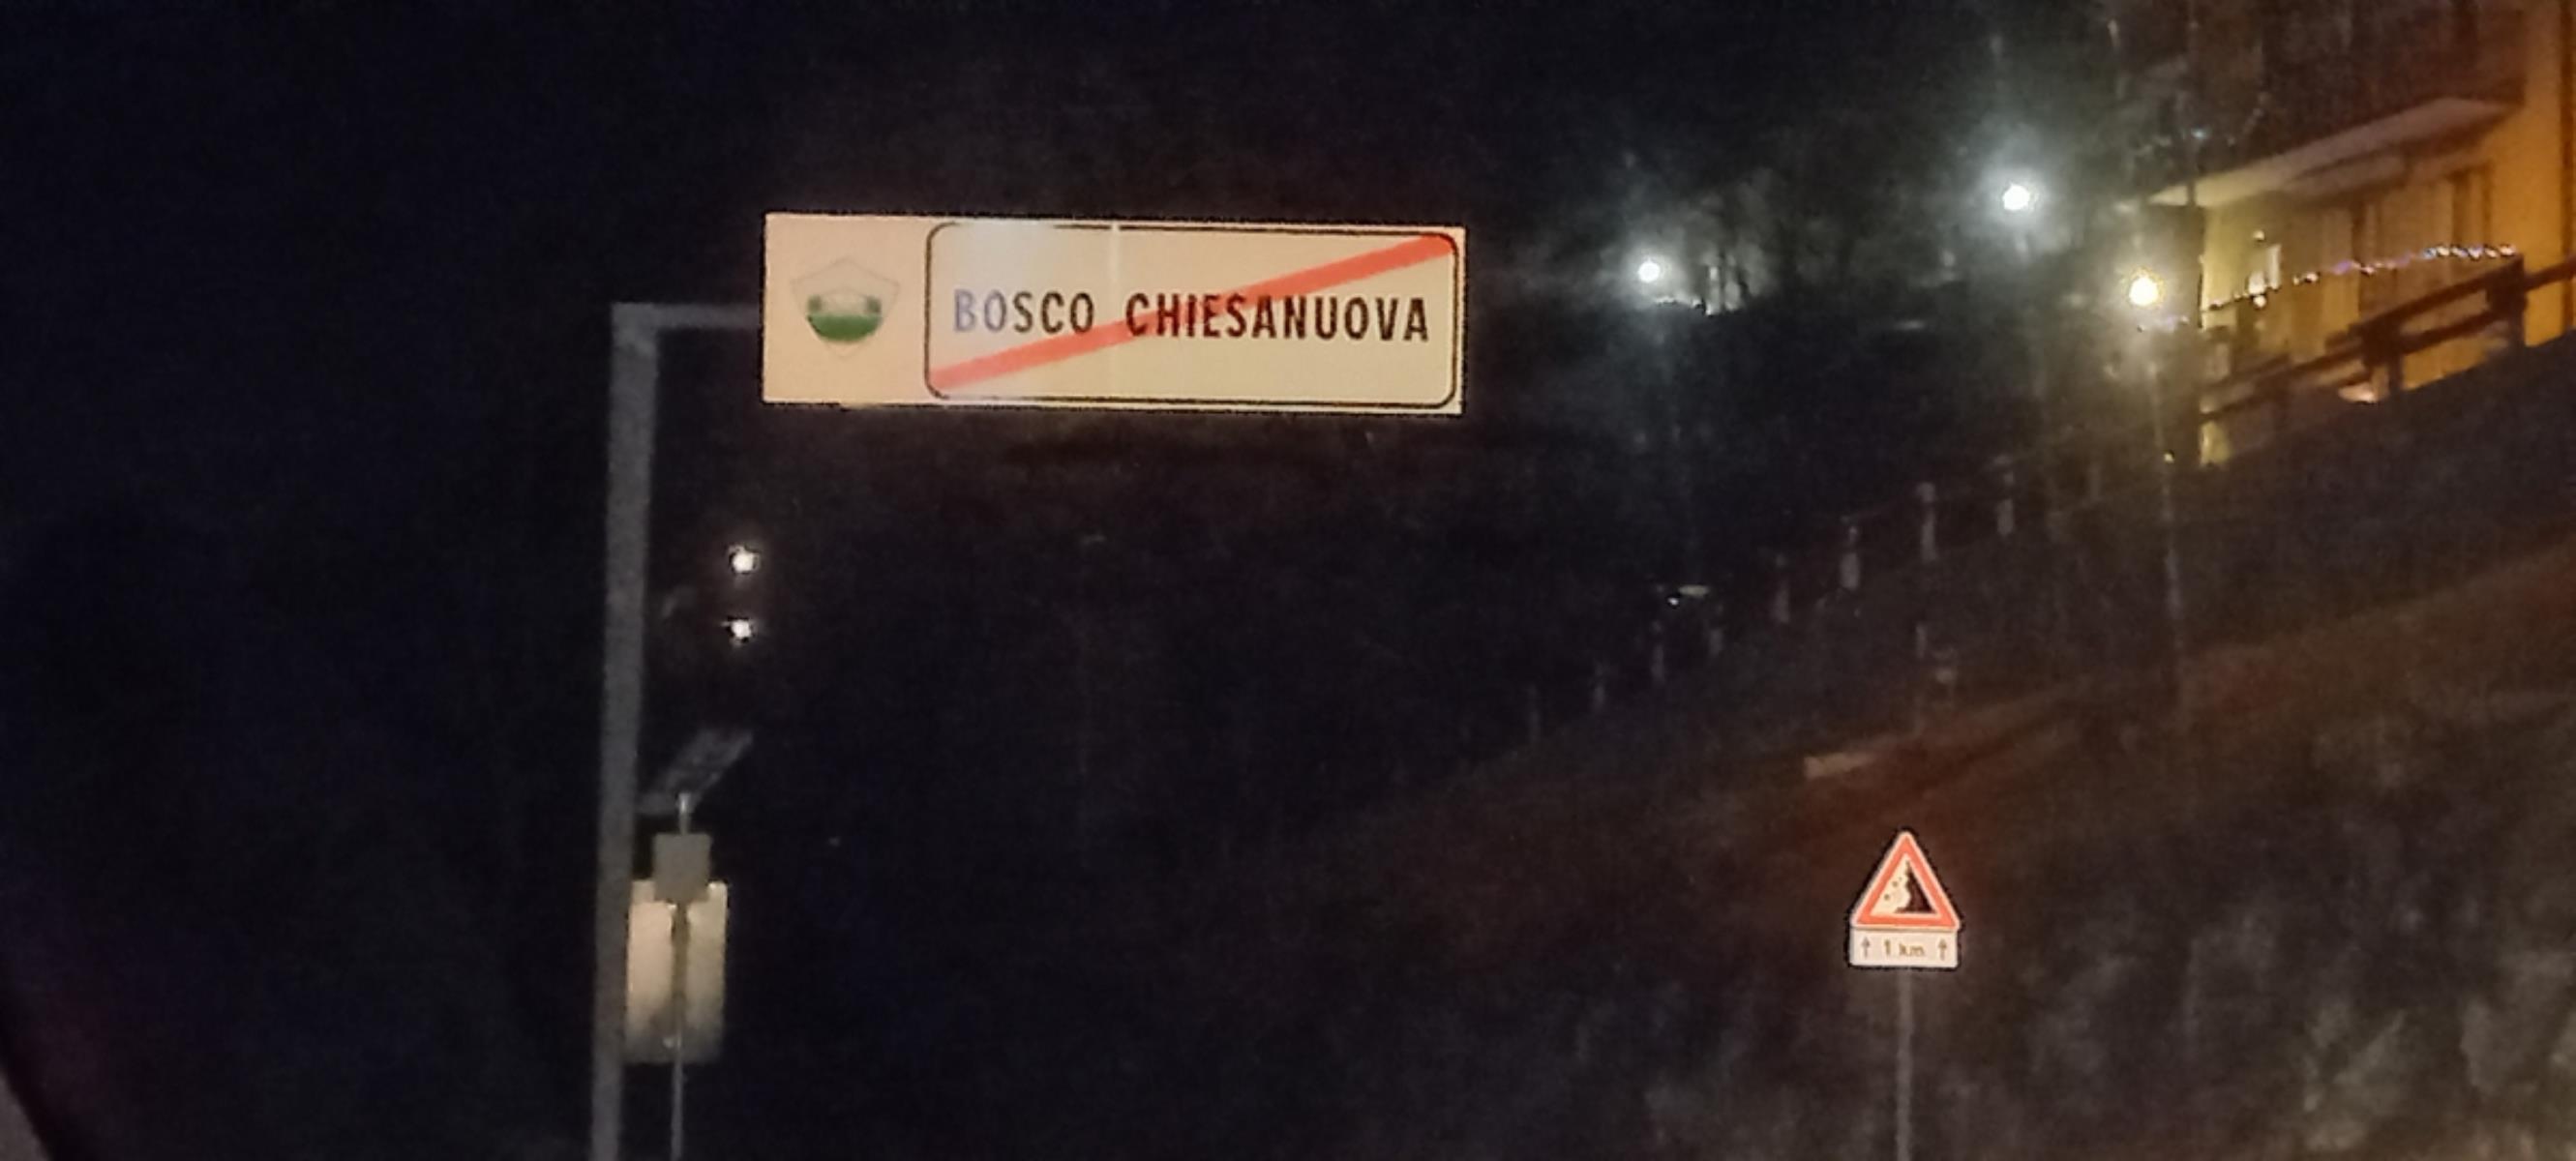 BOSCO CHIESANUOVA
↑ 1 km ↑